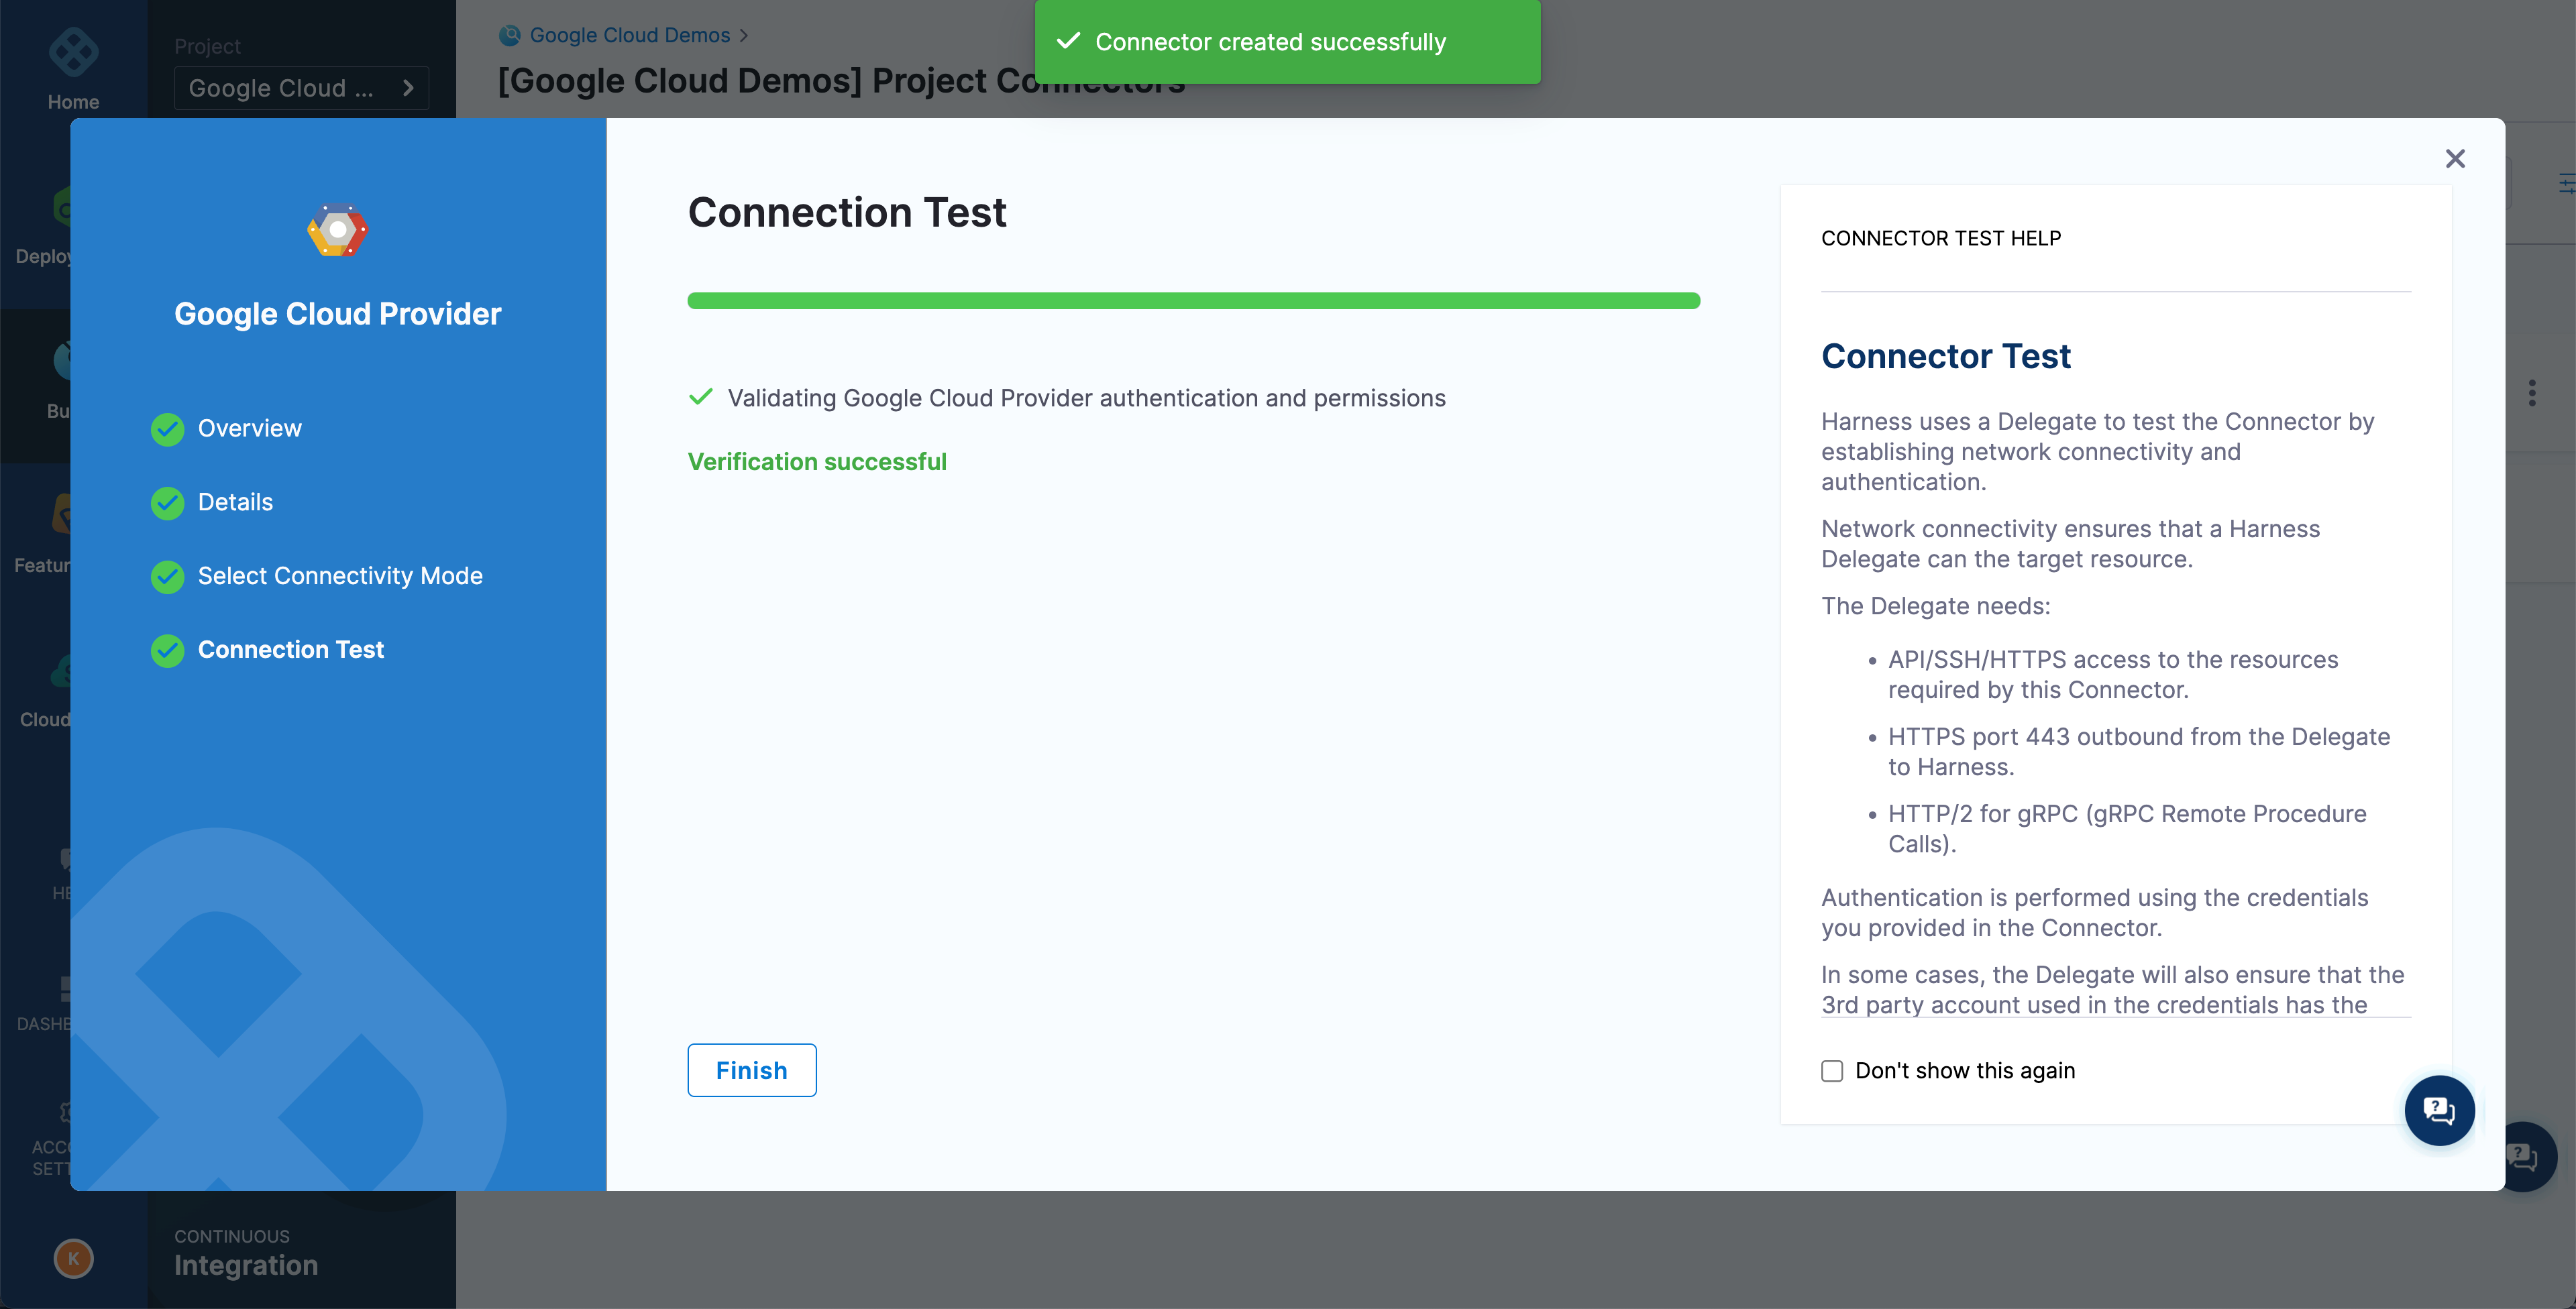 Home
Project
Google Cloud ...
Google Cloud Demos >
[Google Cloud Demos] Project Connectors
Connector created successfully
Deploy
Bu
Featur
Cloud
HE
DASHE
ACCO
SETT
K
CONTINUOUS
Integration
Google Cloud Provider
Overview
Details
Select Connectivity Mode
Connection Test
Connection Test
Validating Google Cloud Provider authentication and permissions
Verification successful
Finish
CONNECTOR TEST HELP
Connector Test
Harness uses a Delegate to test the Connector by
establishing network connectivity and
authentication.
Network connectivity ensures that a Harness
Delegate can the target resource.
The Delegate needs:
• API/SSH/HTTPS access to the resources
required by this Connector.
• HTTPS port 443 outbound from the Delegate
to Harness.
• HTTP/2 for gRPC (gRPC Remote Procedure
Calls).
Authentication is performed using the credentials
you provided in the Connector.
In some cases, the Delegate will also ensure that the
3rd party account used in the credentials has the
Don't show this again